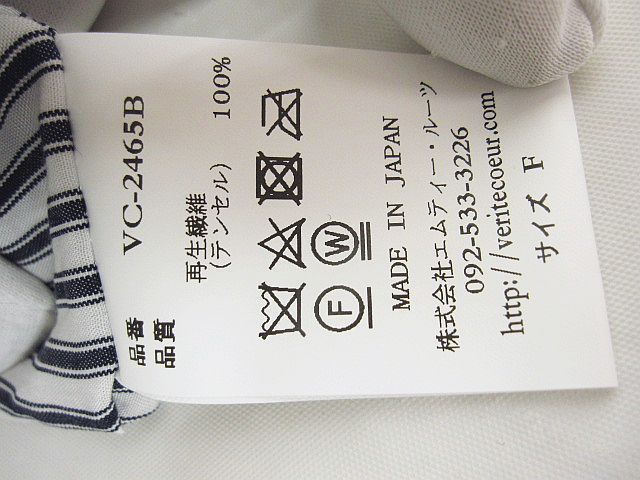 品番 VC-2465B
品質
再生繊維
(テンセル) 100%
W
F
MADE IN JAPAN
株式会社エムティー・ルーツ
092-533-3226
http://veritecoeur.com
サイズ F